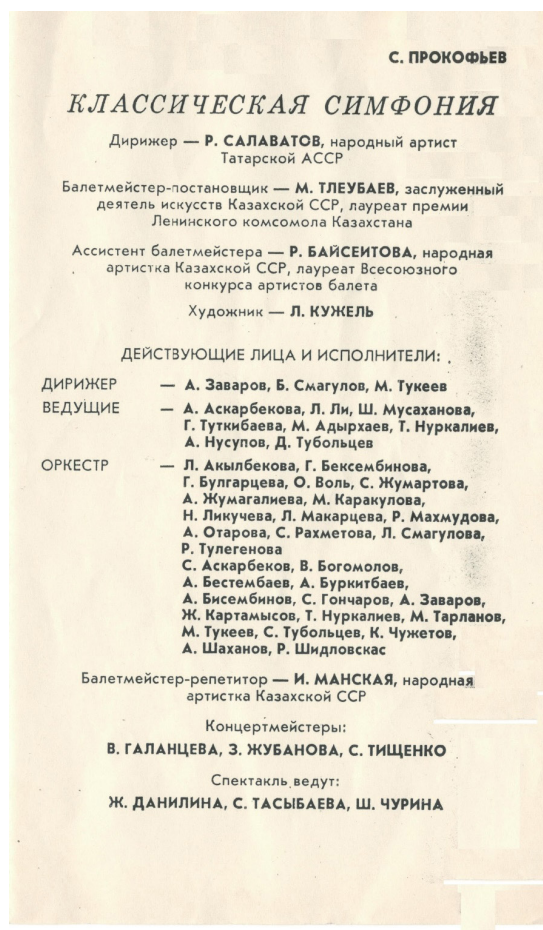 С. ПРОКОФЬЕВ
КЛАССИЧЕСКАЯ СИМФОНИЯ
Дирижер — Р. САЛАВАТОВ, народный артист
Татарской АССР
Балетмейстер-постановщик — М. ТЛЕУБАЕВ, заслуженный
деятель искусств Казахской ССР, лауреат премии
Ленинского комсомола Казахстана
Ассистент балетмейстера — Р. БАЙСЕИТОВА, народная
артистка Казахской ССР, лауреат Всесоюзного
конкурса артистов балета
Художник — Л. КУЖЕЛЬ
ДЕЙСТВУЮЩИЕ ЛИЦА И ИСПОЛНИТЕЛИ:
ДИРИЖЕР — А. Заваров, Б. Смагулов, М. Тукеев
ВЕДУЩИЕ — А. Аскарбекова, Л. Ли, Ш. Мусаханова,
Г. Туткибаева, М. Адырхаев, Т. Нуркалиев,
А. Нусупов, Д. Тубольцев
ОРКЕСТР — Л. Акылбекова, Г. Бексембинова,
Г. Булгарцева, О. Воль, С. Жумартова,
А. Жумагалиева, М. Каракулова,
Н. Ликучева, Л. Макарцева, Р. Махмудова,
А. Отарова, С. Рахметова, Л. Смагулова,
Р. Тулегенова
С. Аскарбеков, В. Богомолов,
А. Бестембаев, А. Буркитбаев,
А. Бисембинов, С. Гончаров, А. Заваров,
Ж. Картамысов, Т. Нуркалиев, М. Тарланов,
М. Тукеев, С. Тубольцев, К. Чужетов,
А. Шаханов, Р. Шидловскас
Балетмейстер-репетитор — И. МАНСКАЯ, народная
артистка Казахской ССР
Концертмейстеры:
В. ГАЛАНЦЕВА, З. ЖУБАНОВА, С. ТИЩЕНКО
Спектакль ведут:
Ж. ДАНИЛИНА, С. ТАСЫБАЕВА, Ш. ЧУРИНА